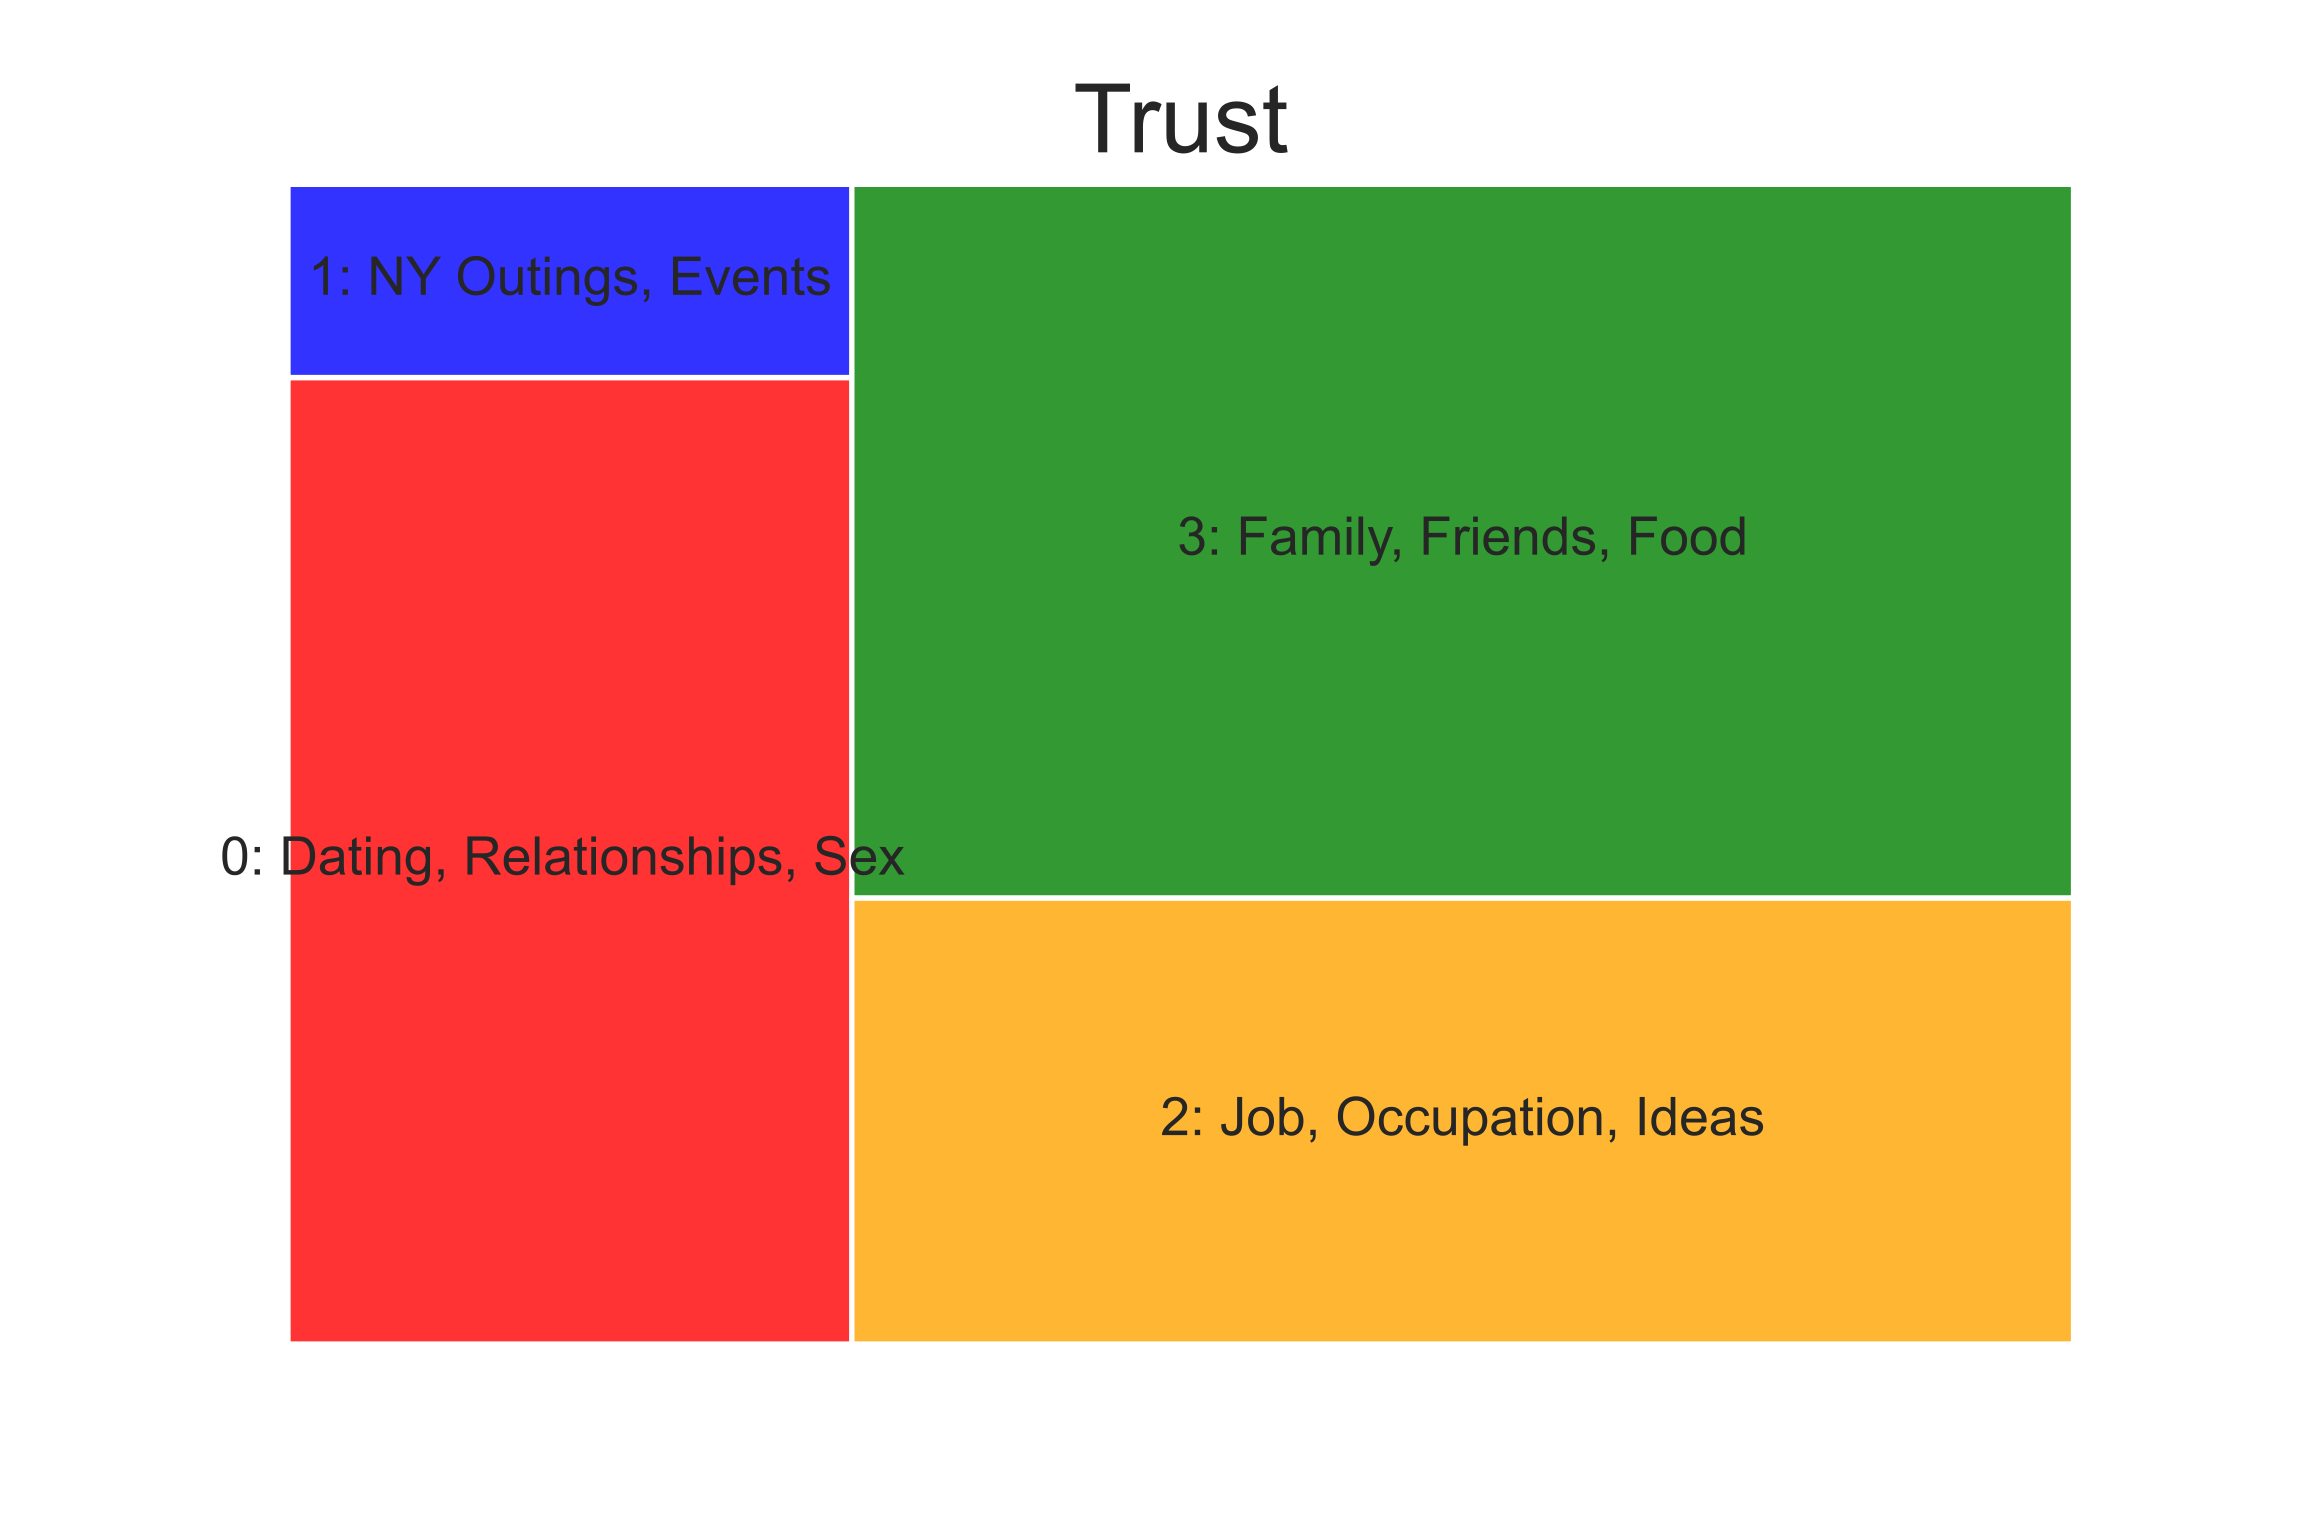 Trust
1: NY Outings, Events
3: Family, Friends, Food
0: Dating, Relationships, Sex
2: Job, Occupation, Ideas